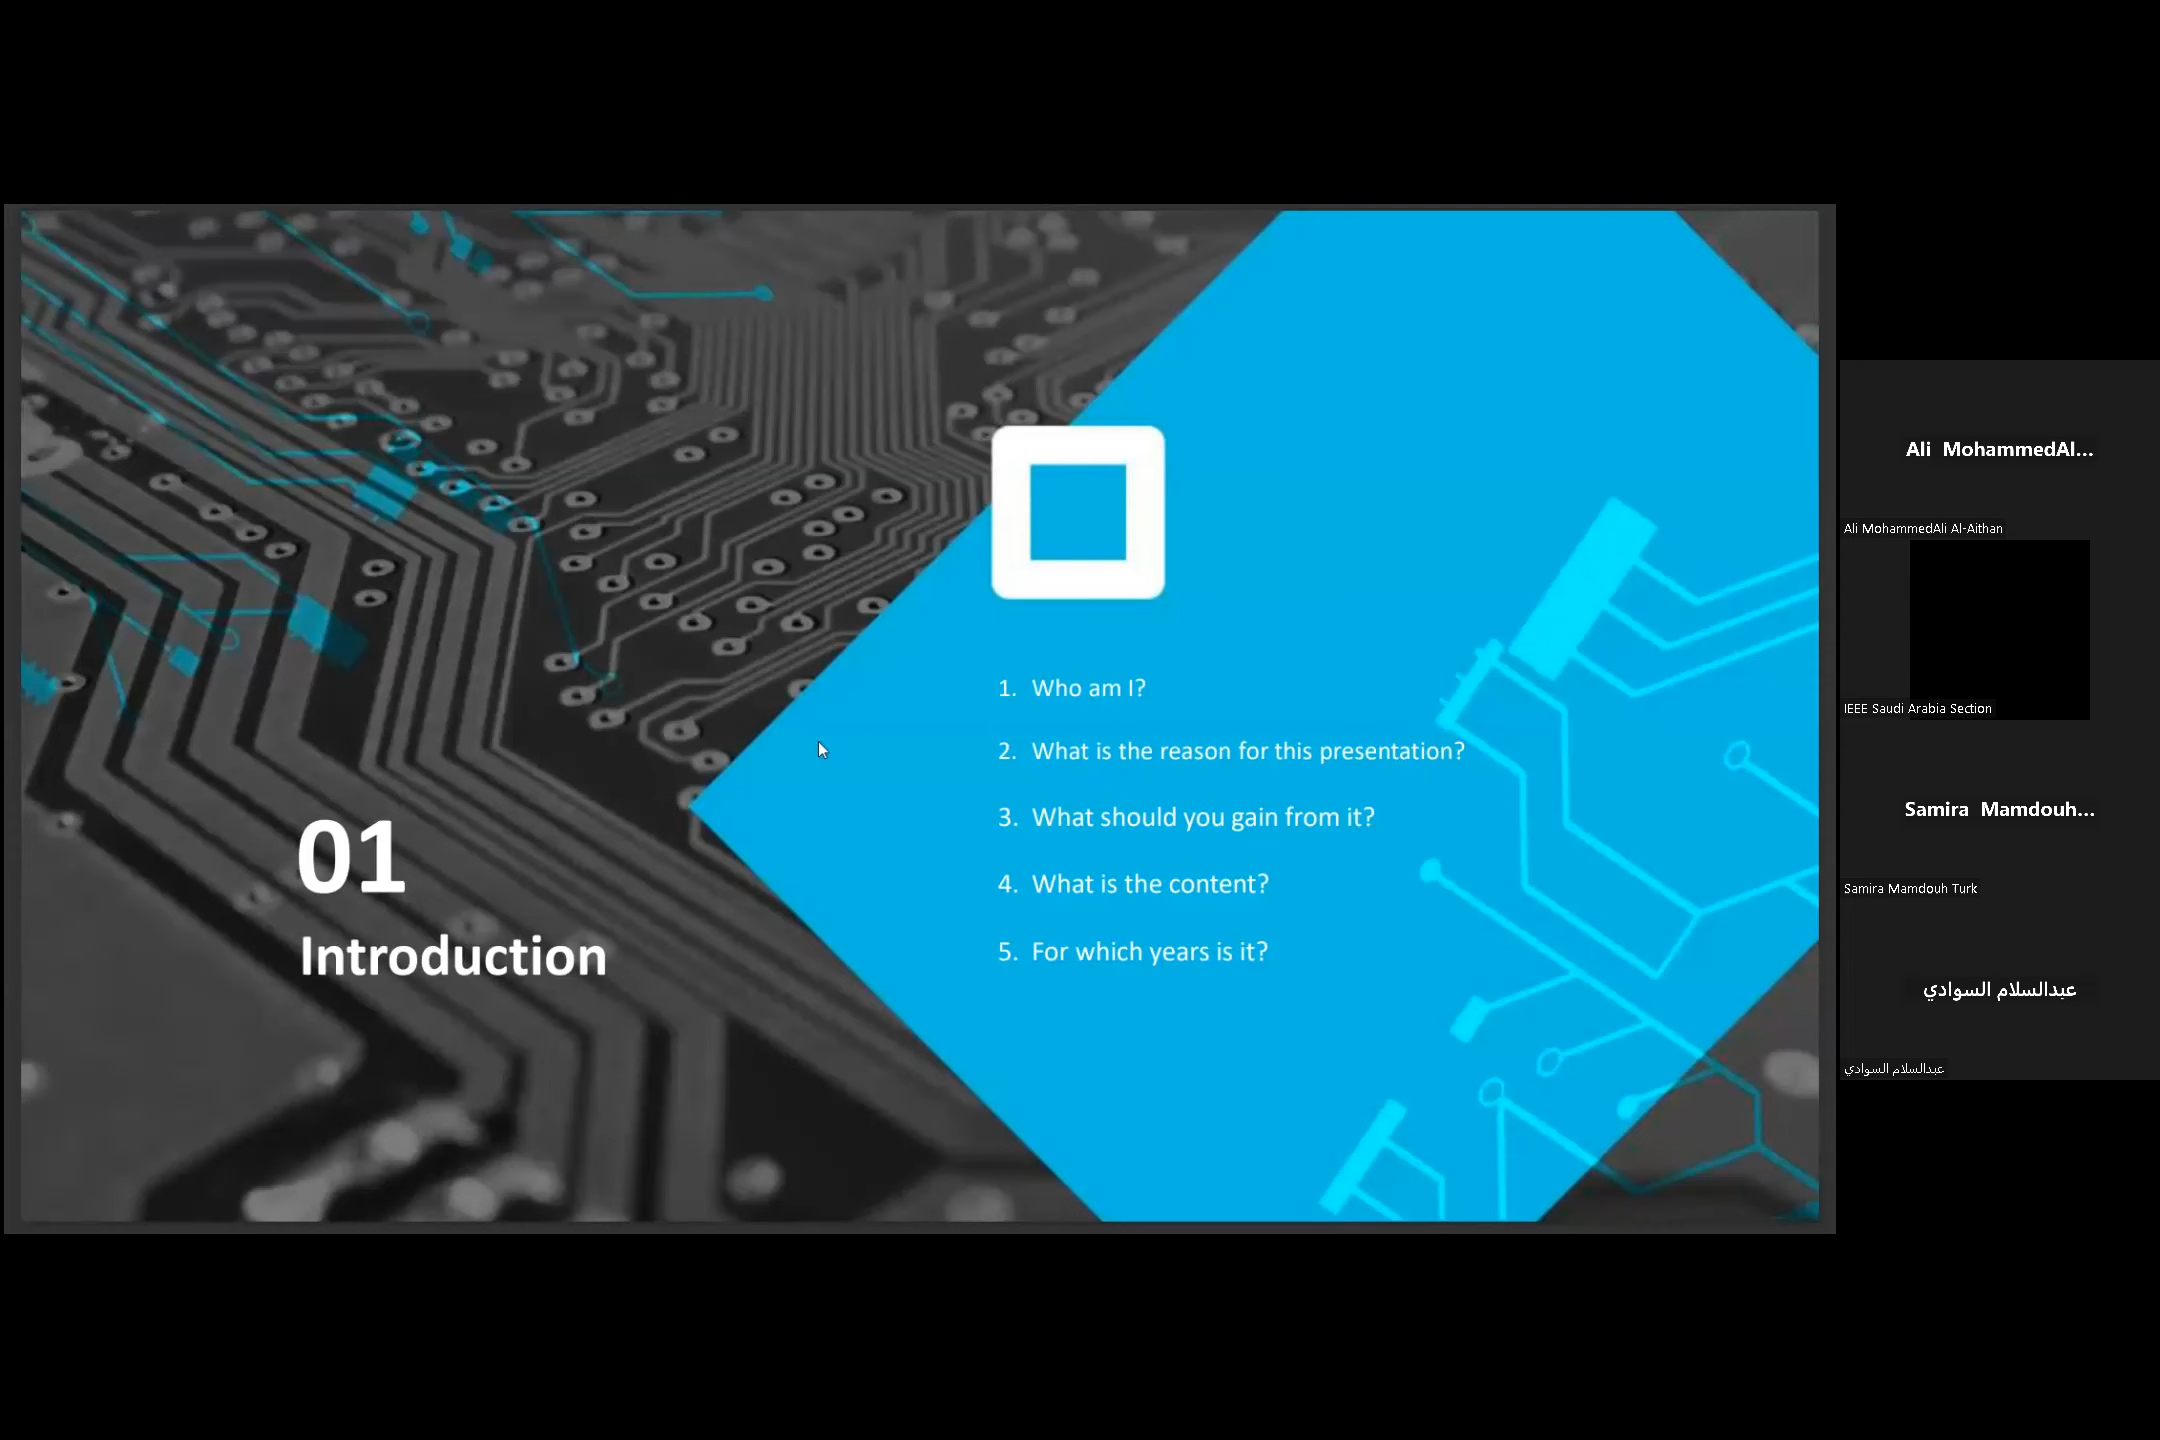 01
Introduction
1. Who am I?
2. What is the reason for this presentation?
3. What should you gain from it?
4. What is the content?
5. For which years is it?
Ali MohammedAl...
Ali MohammedAli Al-Aithan
IEEE Saudi Arabia Section
Samira Mamdouh...
Samira Mamdouh Turk
عبدالسلام السوادي
عبدالسلام السوادي